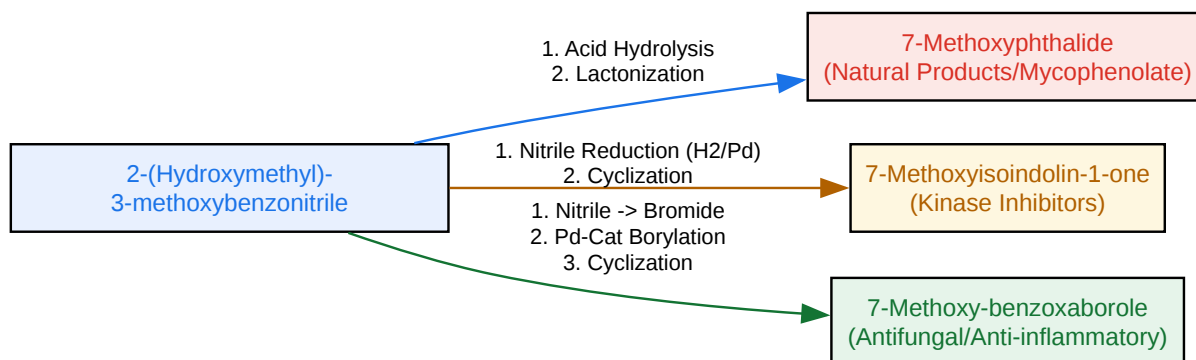 1. Acid Hydrolysis
2. Lactonization
7-Methoxyphthalide
(Natural Products/Mycophenolate)
2-(Hydroxymethyl)-
3-methoxybenzonitrile
1. Nitrile Reduction (H2/Pd)
2. Cyclization
7-Methoxyisoindolin-1-one
(Kinase Inhibitors)
1. Nitrile -> Bromide
2. Pd-Cat Borylation
3. Cyclization
7-Methoxy-benzoxaborole
(Antifungal/Anti-inflammatory)